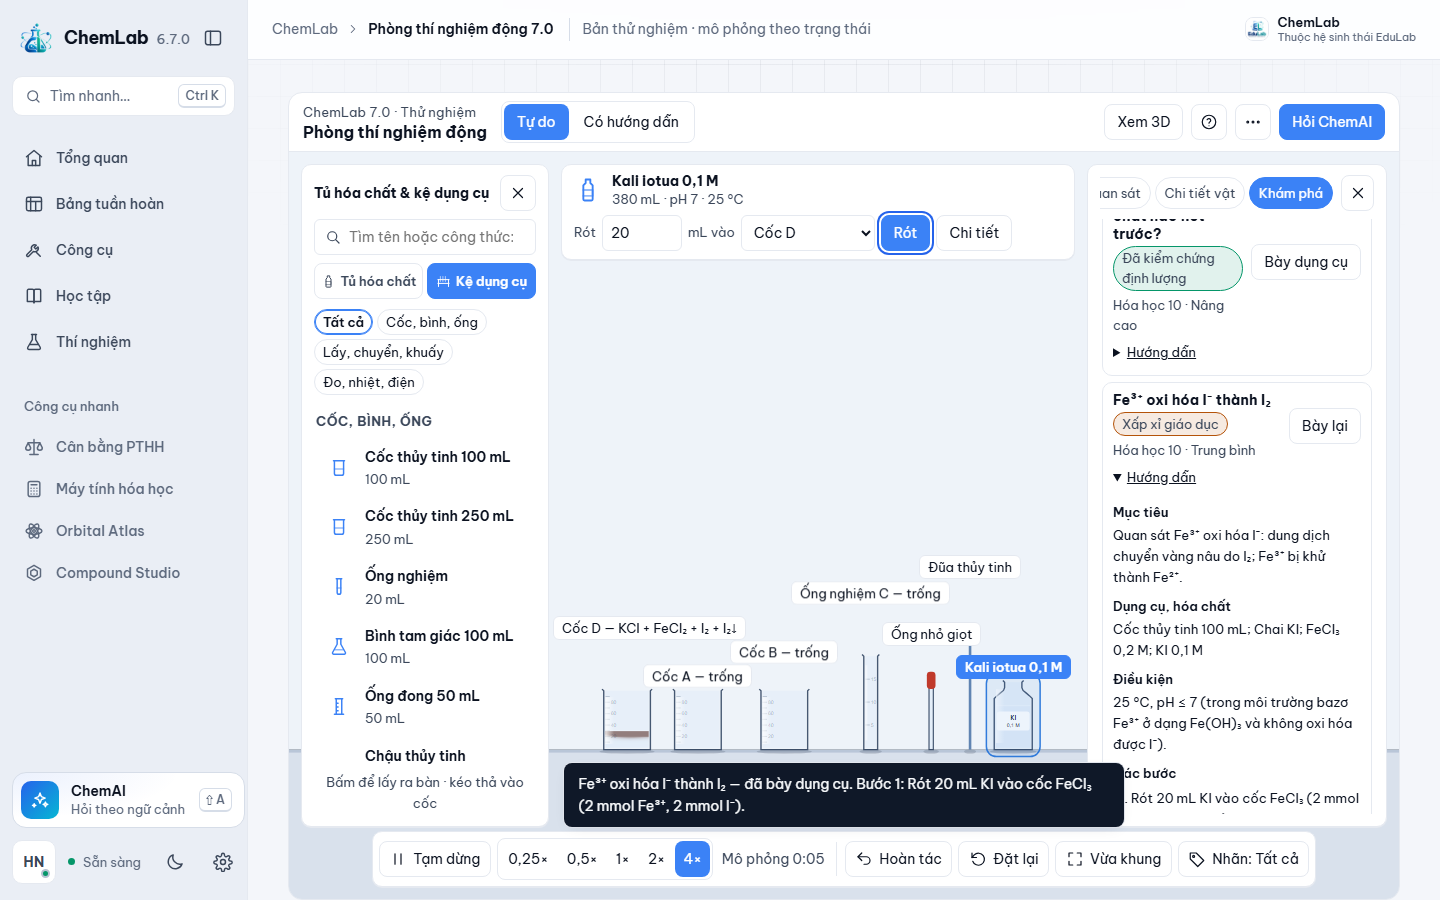 ChemLab 6.7.0
Tìm nhanh... Ctrl K
Tổng quan
Bảng tuần hoàn
Công cụ
Học tập
Thí nghiệm
Công cụ nhanh
Cân bằng PTHH
Máy tính hóa học
Orbital Atlas
Compound Studio
ChemAI
Hỏi theo ngữ cảnh
⇧ A
HN
Sẵn sàng
ChemLab > Phòng thí nghiệm động 7.0
Bản thử nghiệm · mô phỏng theo trạng thái
ChemLab
Thuộc hệ sinh thái EduLab
ChemLab 7.0 · Thử nghiệm
Phòng thí nghiệm động
Tự do
Có hướng dẫn
Xem 3D
Hỏi ChemAI
Tủ hóa chất & kệ dụng cụ
Tìm tên hoặc công thức:
Tủ hóa chất
Kệ dụng cụ
Tất cả
Cốc, bình, ống
Lấy, chuyển, khuấy
Đo, nhiệt, điện
CỐC, BÌNH, ỐNG
Cốc thủy tinh 100 mL
100 mL
Cốc thủy tinh 250 mL
250 mL
Ống nghiệm
20 mL
Bình tam giác 100 mL
100 mL
Ống đong 50 mL
50 mL
Chậu thủy tinh
Bấm để lấy ra bàn · kéo thả vào
cốc
Kali iotua 0,1 M
380 mL · pH 7 · 25 °C
Rót 20 mL vào Cốc D Rót Chi tiết
Đũa thủy tinh
Ống nghiệm C — trống
Cốc D — KCl + FeCl₂ + I₂ + I₂↓
Ống nhỏ giọt
Cốc B — trống
Kali iotua 0,1 M
Cốc A — trống
KI
0,1 M
Fe³⁺ oxi hóa I⁻ thành I₂ — đã bày dụng cụ. Bước 1: Rót 20 mL KI vào cốc FeCl₃
(2 mmol Fe³⁺, 2 mmol I⁻).
Tạm dừng
0,25×
0,5×
1×
2×
4×
Mô phỏng 0:05
Hoàn tác
Đặt lại
Vừa khung
Nhãn: Tất cả
sát
Chi tiết vật
Khám phá
trước?
Đã kiểm chứng
định lượng
Bày dụng cụ
Hóa học 10 · Nâng
cao
Hướng dẫn
Fe³⁺ oxi hóa I⁻ thành I₂
Xấp xỉ giáo dục
Bày lại
Hóa học 10 · Trung bình
Hướng dẫn
Mục tiêu
Quan sát Fe³⁺ oxi hóa I⁻: dung dịch
chuyển vàng nâu do I₂; Fe³⁺ bị khử
thành Fe²⁺.
Dụng cụ, hóa chất
Cốc thủy tinh 100 mL; Chai KI; FeCl₃
0,2 M; KI 0,1 M
Điều kiện
25 °C, pH ≤ 7 (trong môi trường bazơ
Fe³⁺ ở dạng Fe(OH)₃ và không oxi hóa
được I⁻).
bước
Rót 20 mL KI vào cốc FeCl₃ (2 mmol